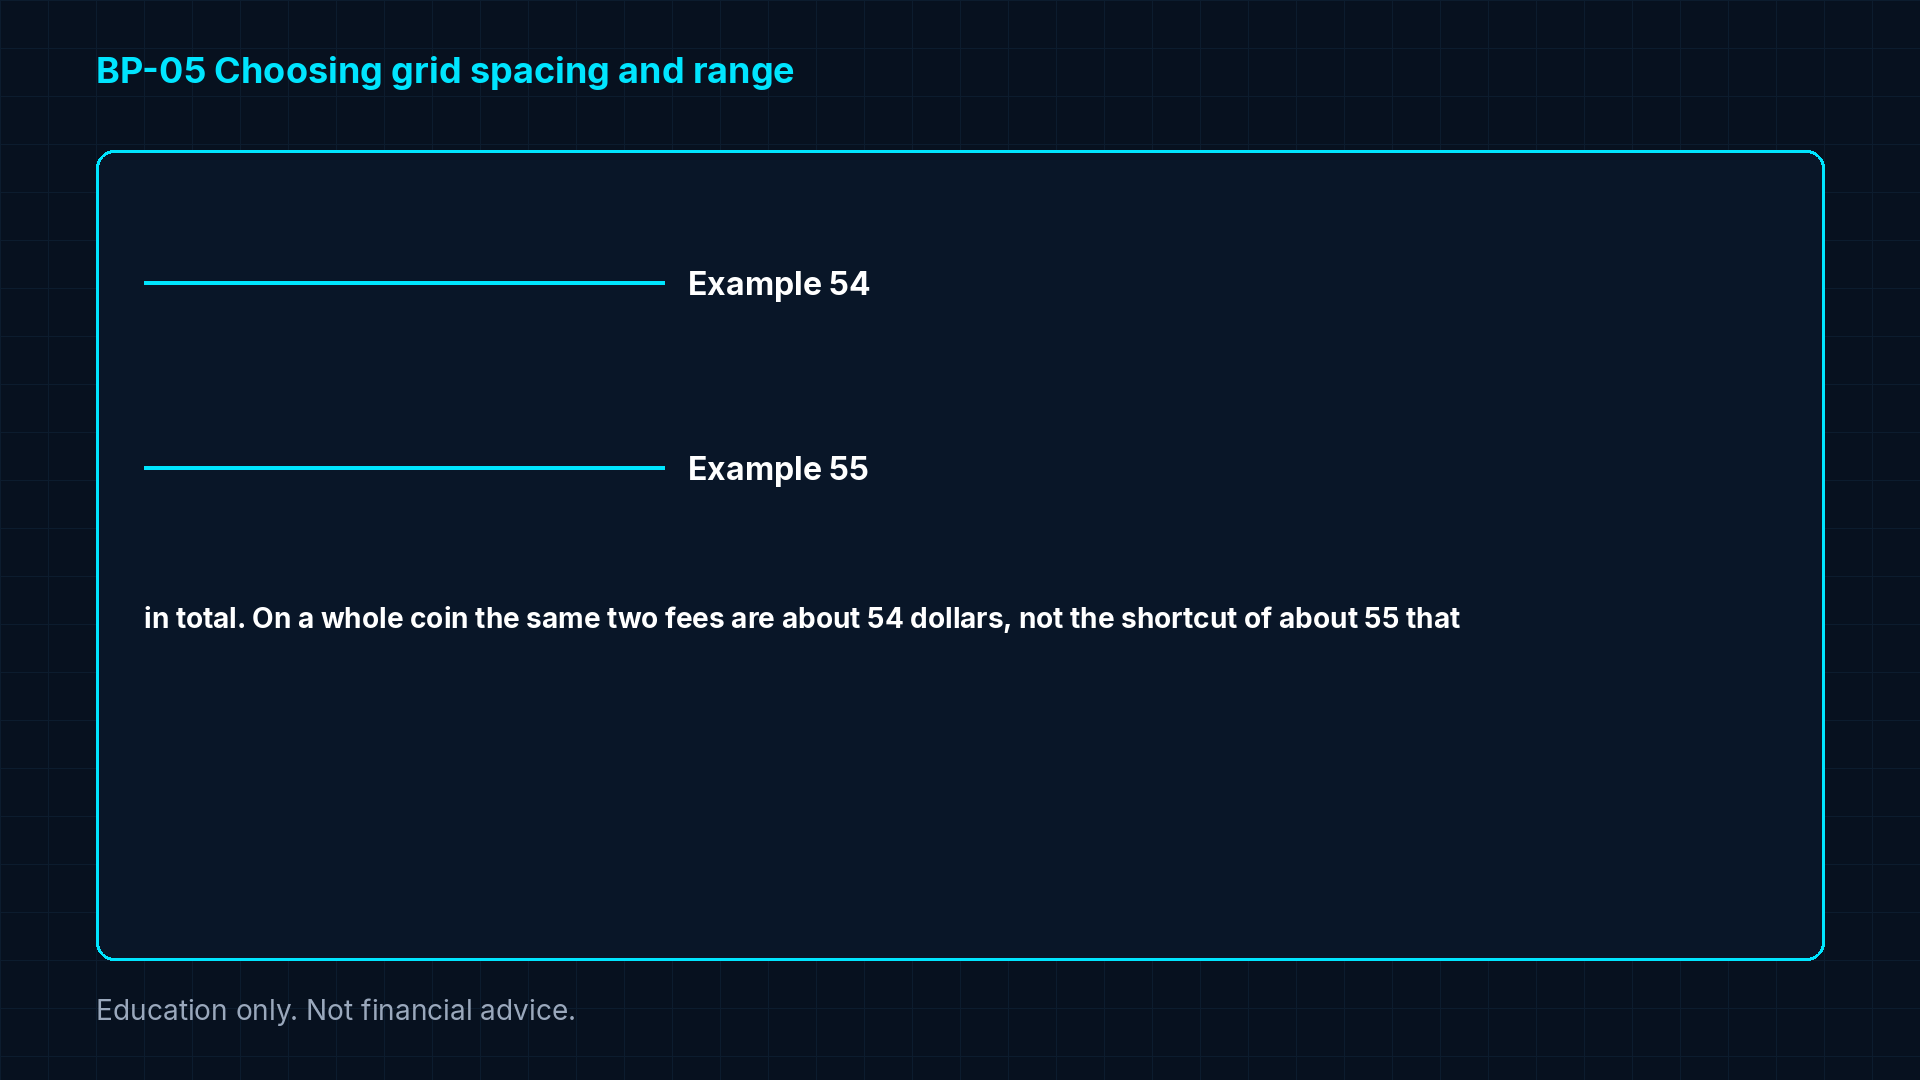 BP-05 Choosing grid spacing and range
Example 54
Example 55
in total. On a whole coin the same two fees are about 54 dollars, not the shortcut of about 55 that
Education only. Not financial advice.